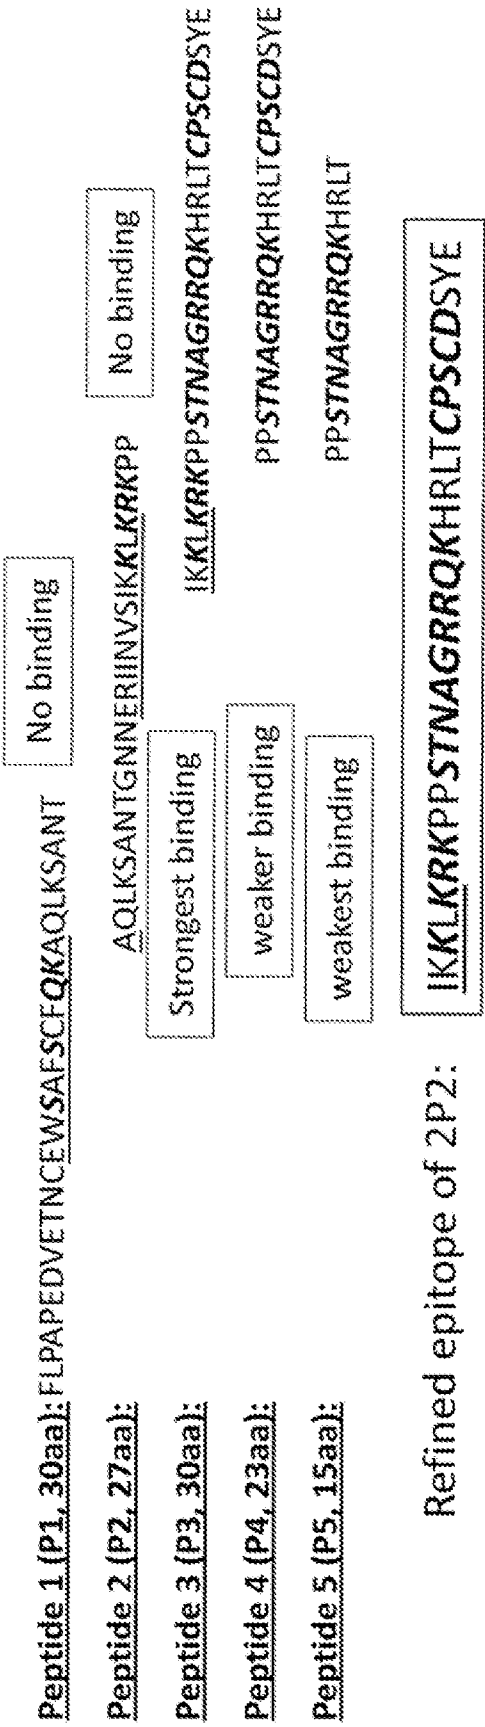 Peptide 1 (P1, 30aa): FLPAPEDVETNCEWSAFSCFQKAQLKSANT No binding
Peptide 2 (P2, 27aa): AQLKSANTGNNERIINVSIKKLKRKPP No binding
Peptide 3 (P3, 30aa): Strongest binding IKKLKRKPPSTNAGRRQKHRLTCPSCDSYE
Peptide 4 (P4, 23aa): weaker binding PPSTNAGRRQKHRLTCPSCDSYE
Peptide 5 (P5, 15aa): weakest binding PPSTNAGRRQKHRLT
Refined epitope of 2P2: IKKLKRKPPSTNAGRRQKHRLTCPSCDSYE